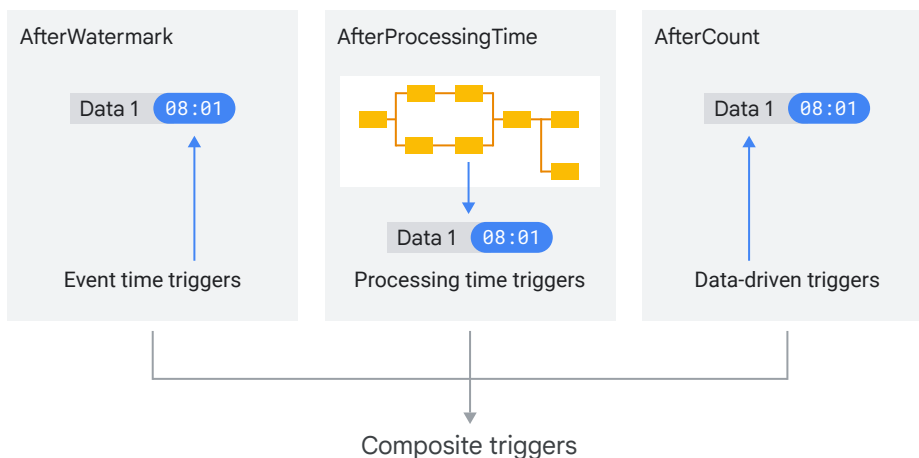 AfterWatermark
Data 1 08:01
Event time triggers
AfterProcessingTime
Data 1 08:01
Processing time triggers
AfterCount
Data 1 08:01
Data-driven triggers
Composite triggers